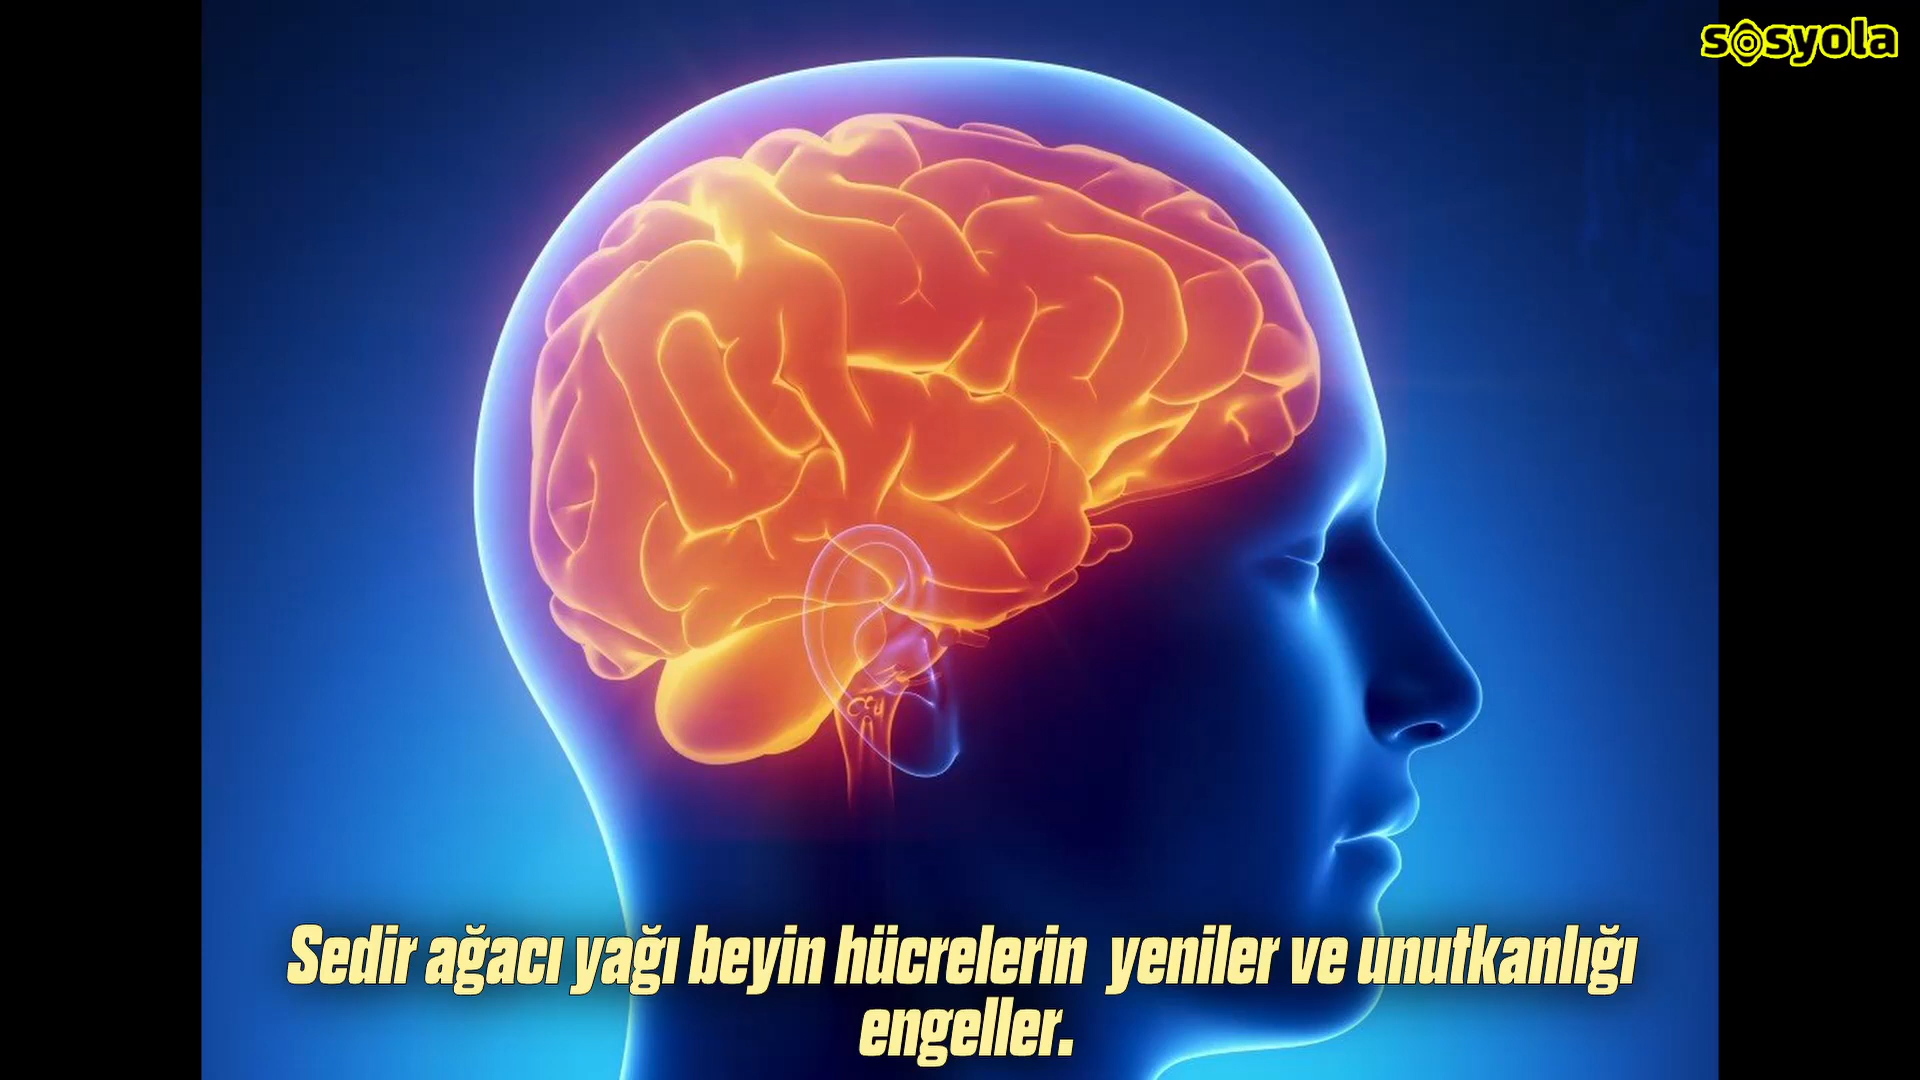 sosyola
Sedir ağacı yağı beyin hücrelerin yeniler ve unutkanlığı
engeller.